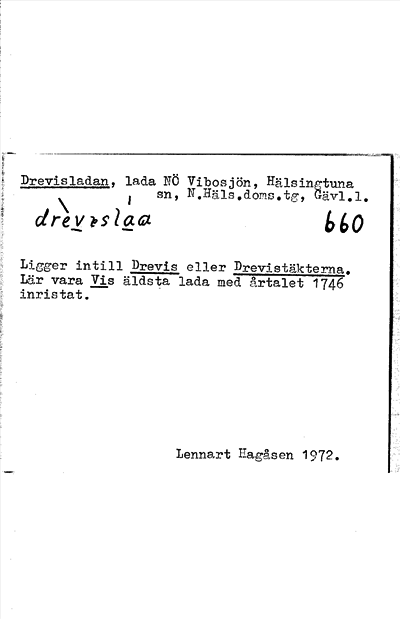 Drevisladan, lada NÖ Vibosjön, Hälsingtuna
sn, N.Häls.doms.tg, Gävl.l.
660
Ligger intill Drevis eller Drevistäkterna.
Lär vara Vis äldsta lada med årtalet 1746
inristat.
Lennart Hagåsen 1972.